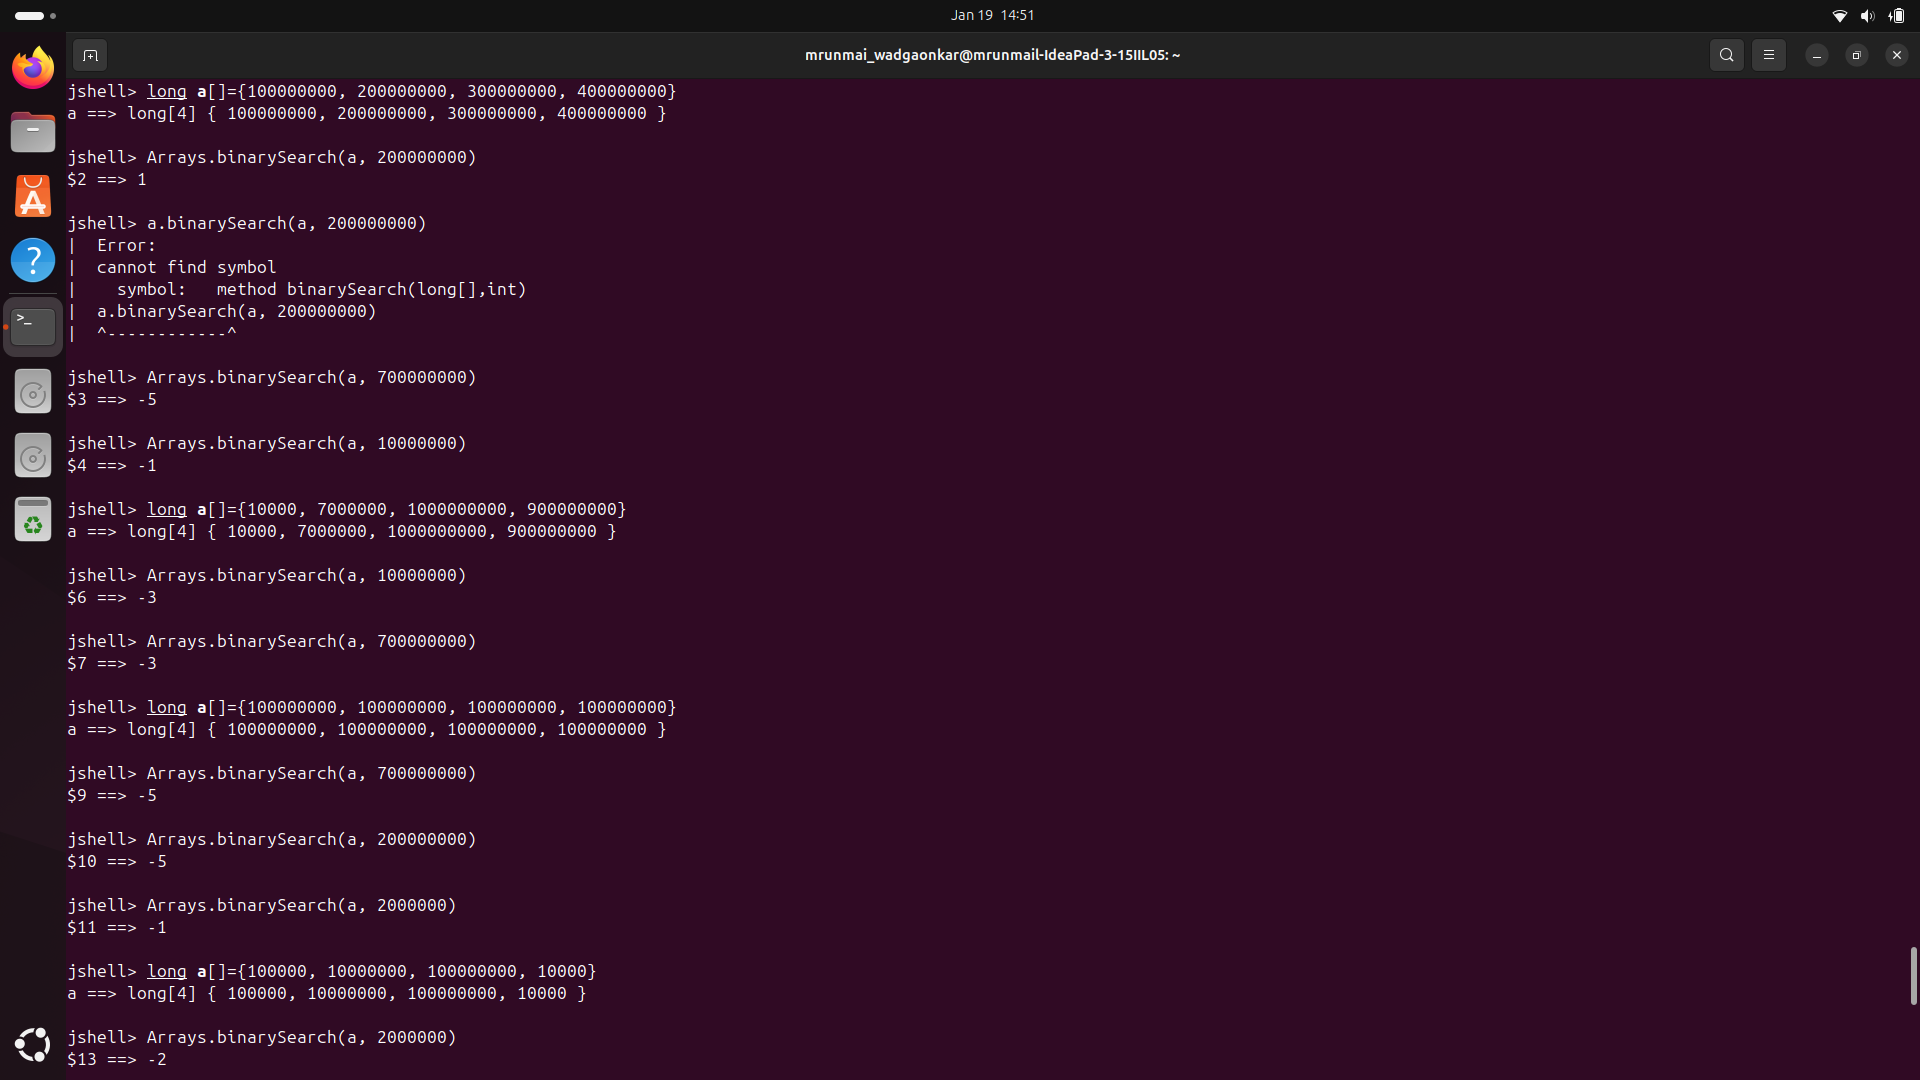 Jan 19 14:51
mrunmai_wadgaonkar@mrunmail-IdeaPad-3-15IIL05: ~
jshell> long a[]={100000000, 200000000, 300000000, 400000000}
a ==> long[4] { 100000000, 200000000, 300000000, 400000000 }
jshell> Arrays.binarySearch(a, 200000000)
$2 ==> 1
jshell> a.binarySearch(a, 200000000)
|  Error:
|  cannot find symbol
|    symbol:   method binarySearch(long[],int)
|  a.binarySearch(a, 200000000)
|  ^------------^
jshell> Arrays.binarySearch(a, 700000000)
$3 ==> -5
jshell> Arrays.binarySearch(a, 10000000)
$4 ==> -1
jshell> long a[]={10000, 7000000, 1000000000, 900000000}
a ==> long[4] { 10000, 7000000, 1000000000, 900000000 }
jshell> Arrays.binarySearch(a, 10000000)
$6 ==> -3
jshell> Arrays.binarySearch(a, 700000000)
$7 ==> -3
jshell> long a[]={100000000, 100000000, 100000000, 100000000}
a ==> long[4] { 100000000, 100000000, 100000000, 100000000 }
jshell> Arrays.binarySearch(a, 700000000)
$9 ==> -5
jshell> Arrays.binarySearch(a, 200000000)
$10 ==> -5
jshell> Arrays.binarySearch(a, 2000000)
$11 ==> -1
jshell> long a[]={100000, 10000000, 100000000, 10000}
a ==> long[4] { 100000, 10000000, 100000000, 10000 }
jshell> Arrays.binarySearch(a, 2000000)
$13 ==> -2